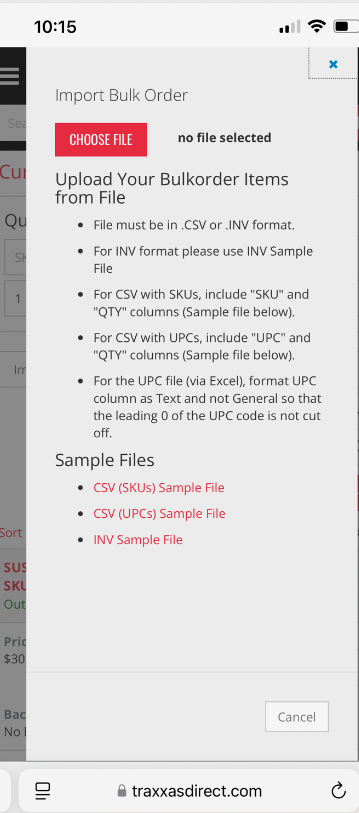 10:15
Import Bulk Order
CHOOSE FILE no file selected
Upload Your Bulkorder Items
from File
File must be in .CSV or .INV format.
For INV format please use INV Sample
File
For CSV with SKUs, include "SKU" and
"QTY" columns (Sample file below).
For CSV with UPCs, include "UPC" and
"QTY" columns (Sample file below).
For the UPC file (via Excel), format UPC
column as Text and not General so that
the leading 0 of the UPC code is not cut
off.
Sample Files
CSV (SKUs) Sample File
CSV (UPCs) Sample File
INV Sample File
Sea
Cur
Qu
SK
1
Im
Sort
SUS
SKU
Out
Pric
$30
Bac
No
Cancel
traxxasdirect.com